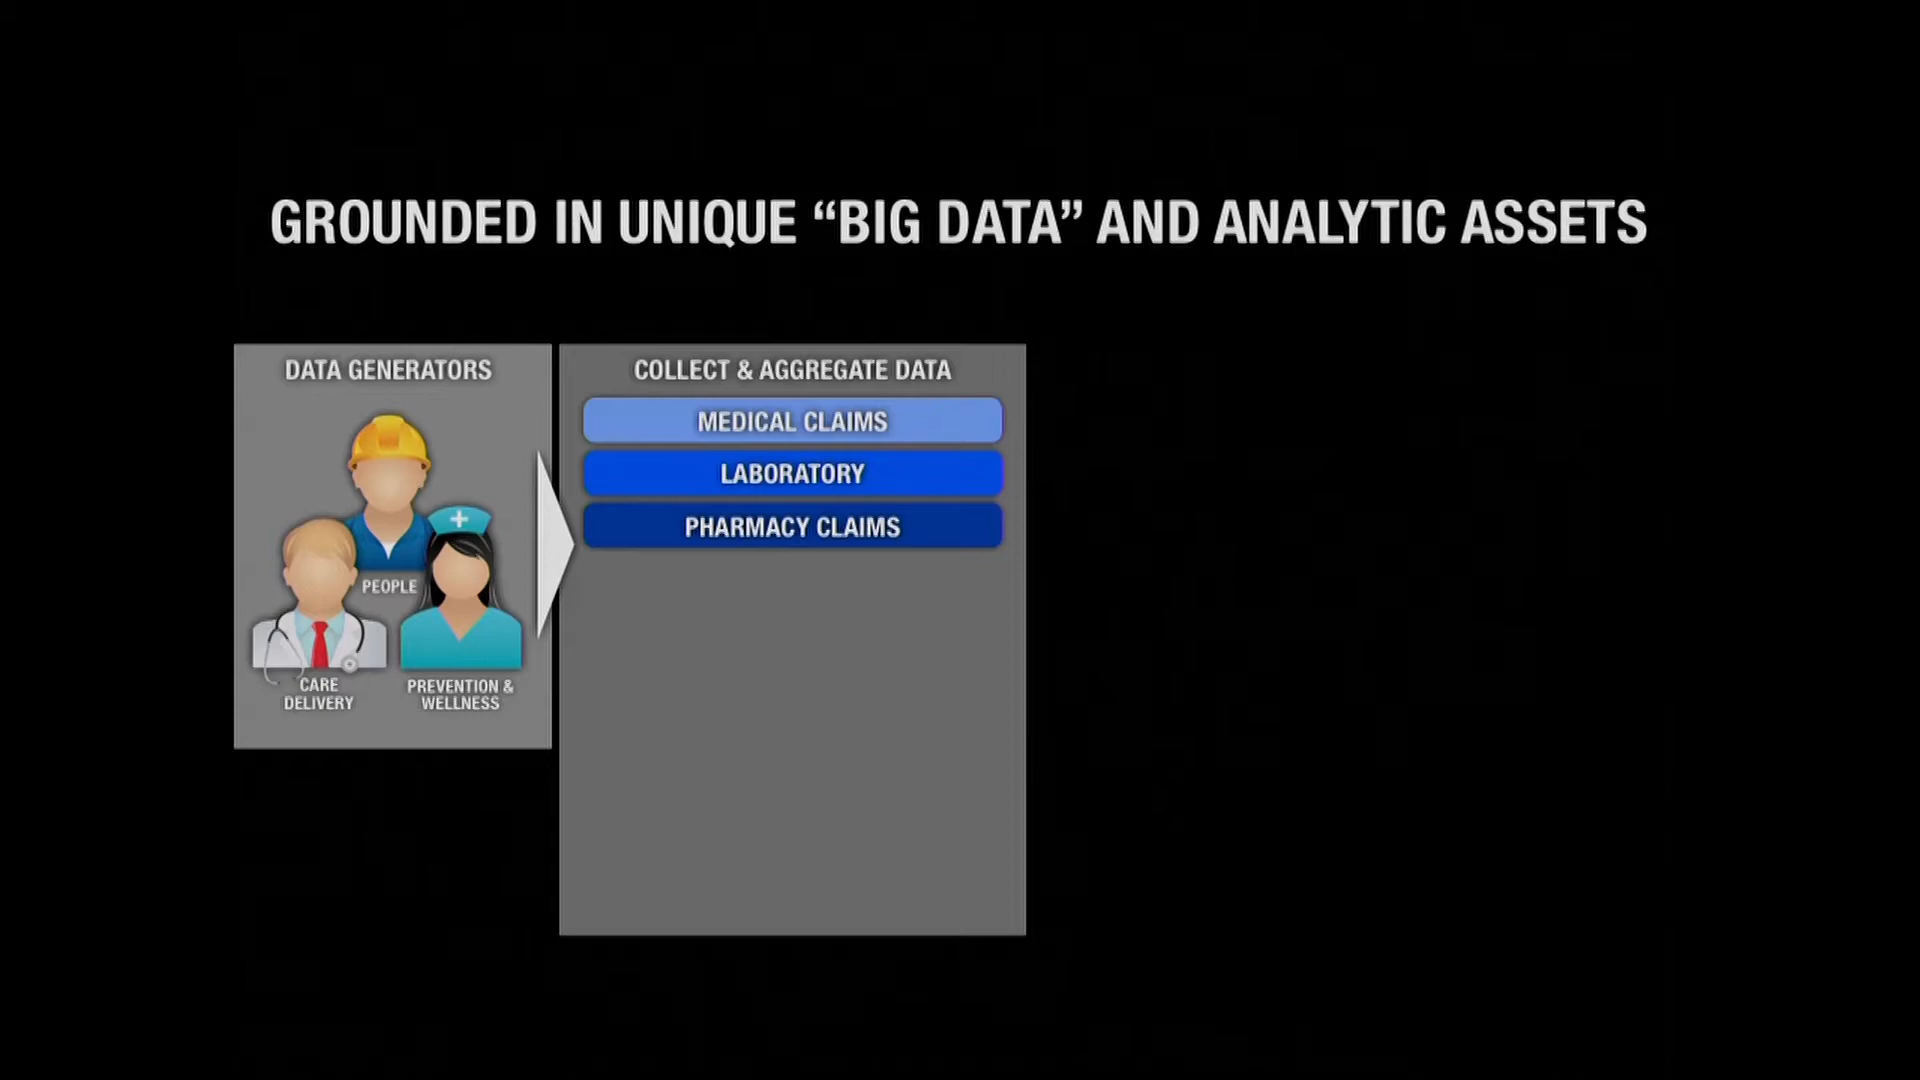 GROUNDED IN UNIQUE “BIG DATA” AND ANALYTIC ASSETS
DATA GENERATORS
PEOPLE
CARE
DELIVERY
PREVENTION &
WELLNESS
COLLECT & AGGREGATE DATA
MEDICAL CLAIMS
LABORATORY
PHARMACY CLAIMS